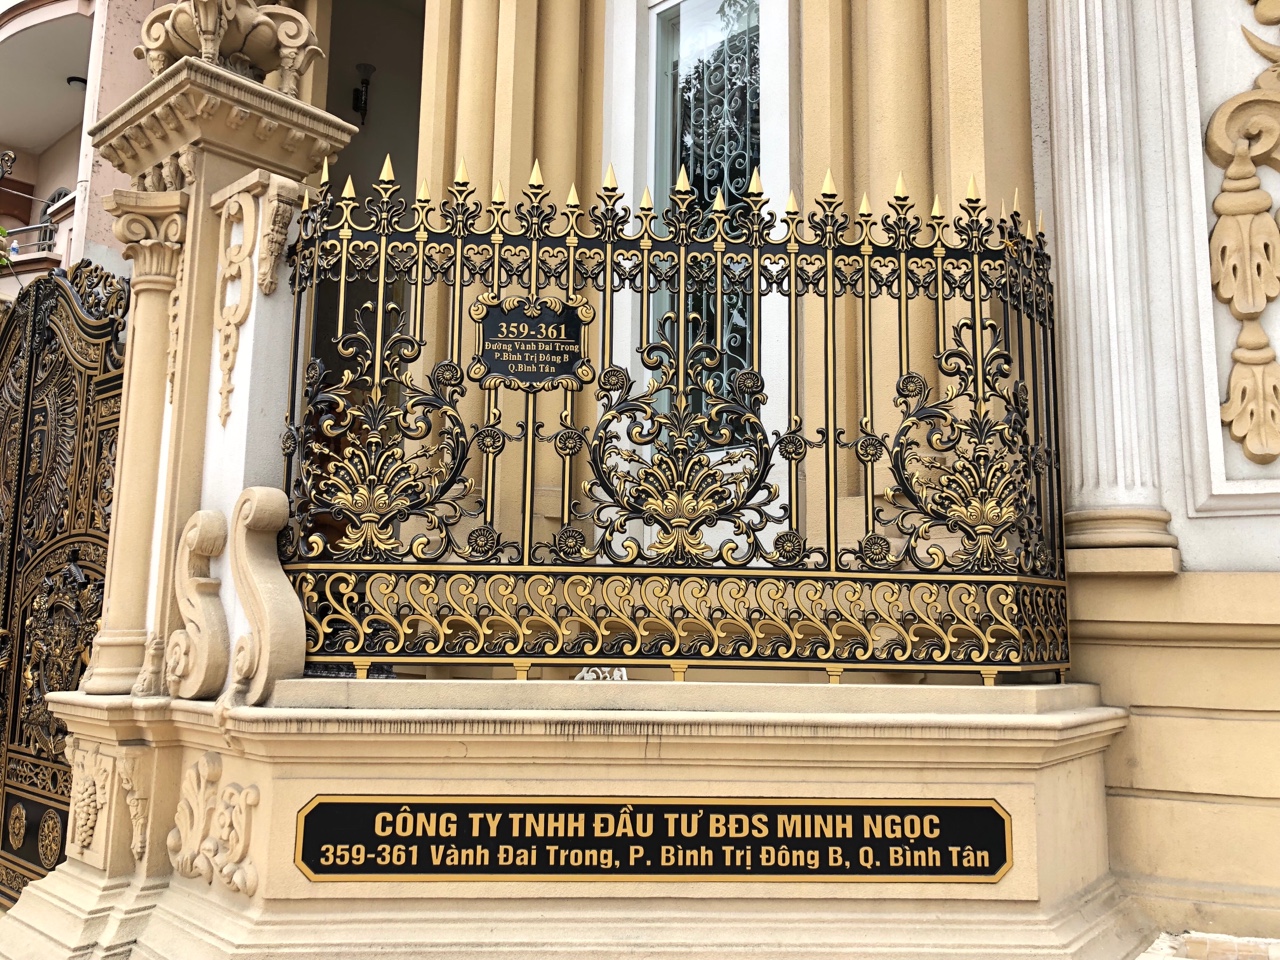 359-361
Đường Vành Đai Trong
P.Bình Trị Đông B
Q.Bình Tân
CÔNG TY TNHH ĐẦU TƯ BĐS MINH NGỌC
359-361 Vành Đai Trong, P. Bình Trị Đông B, Q. Bình Tân